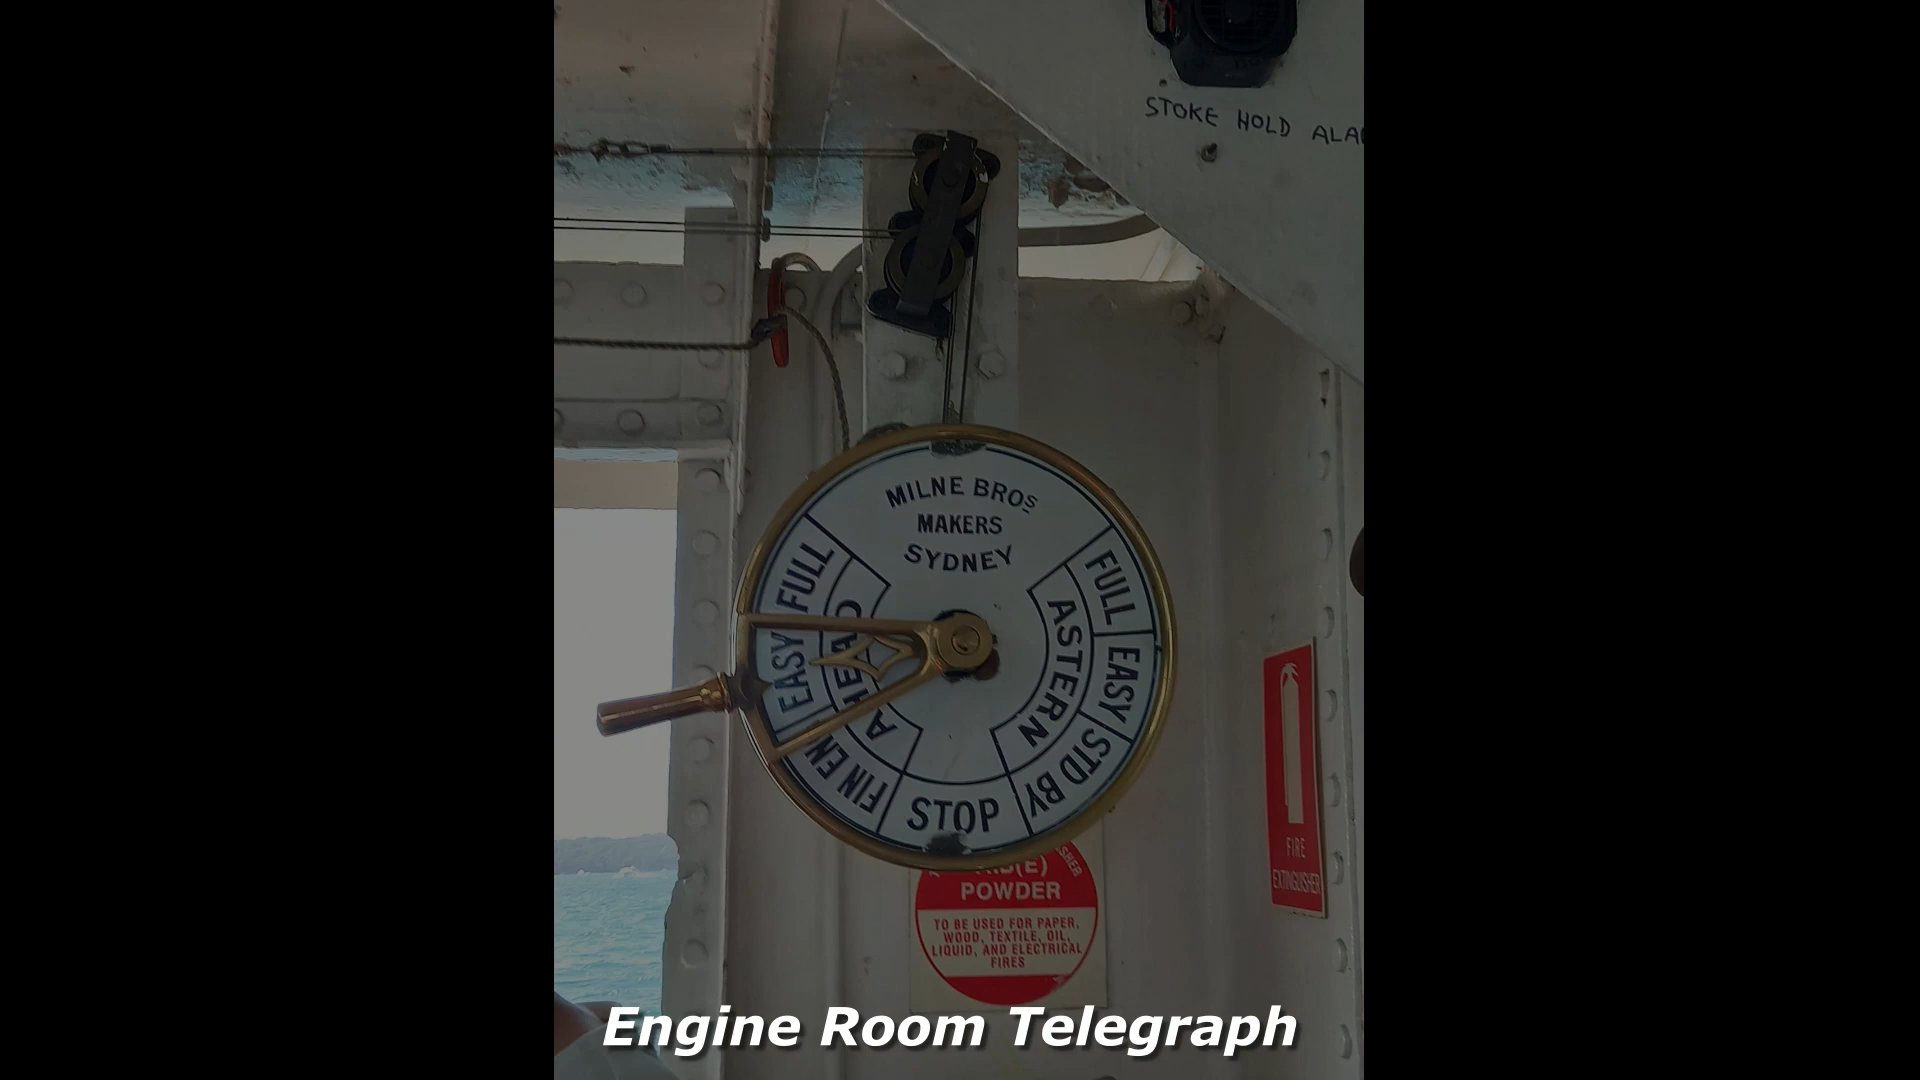 STOKE HOLD
MILNE BROS
MAKERS
SYDNEY
FULL
EASY
FIN EN
AHEAD
STOP
FULL
EASY
STD BY
ASTERN
POWDER
TO BE USED FOR PAPER,
WOOD, TEXTILE, OIL,
LIQUID, AND ELECTRICAL
FIRES
FIRE
EXTINGUISHER
Engine Room Telegraph